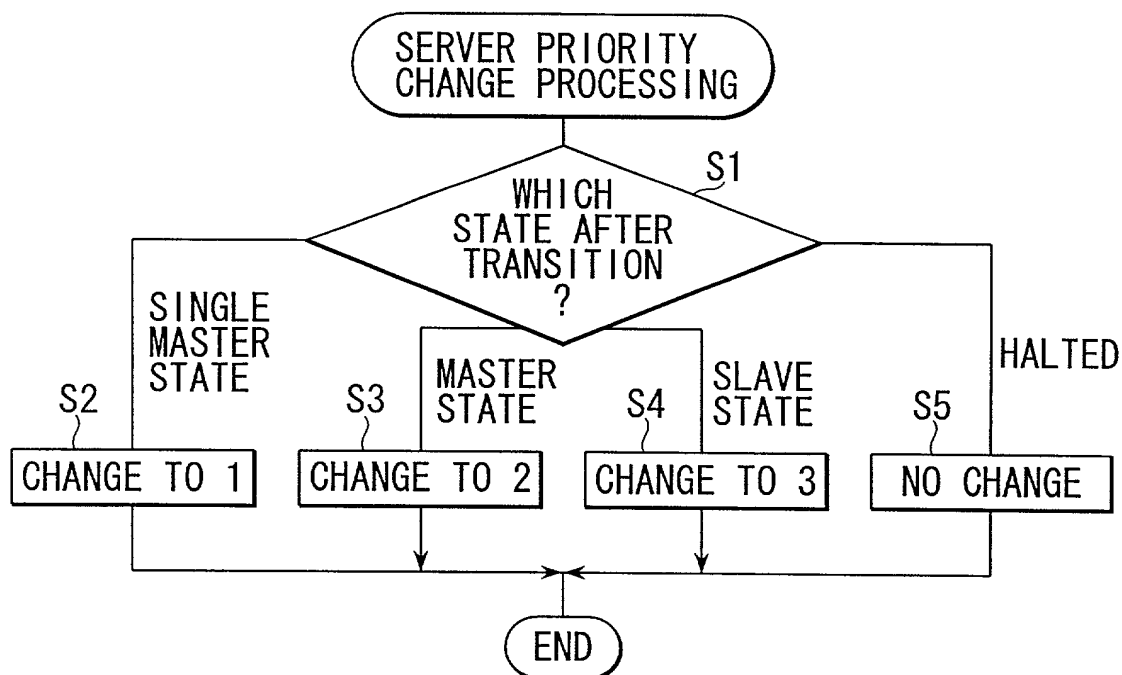 SERVER PRIORITY
CHANGE PROCESSING
S1
WHICH
STATE AFTER
TRANSITION
?
SINGLE
MASTER
STATE
MASTER
STATE
SLAVE
STATE
HALTED
S2
S3
S4
S5
CHANGE TO 1
CHANGE TO 2
CHANGE TO 3
NO CHANGE
END